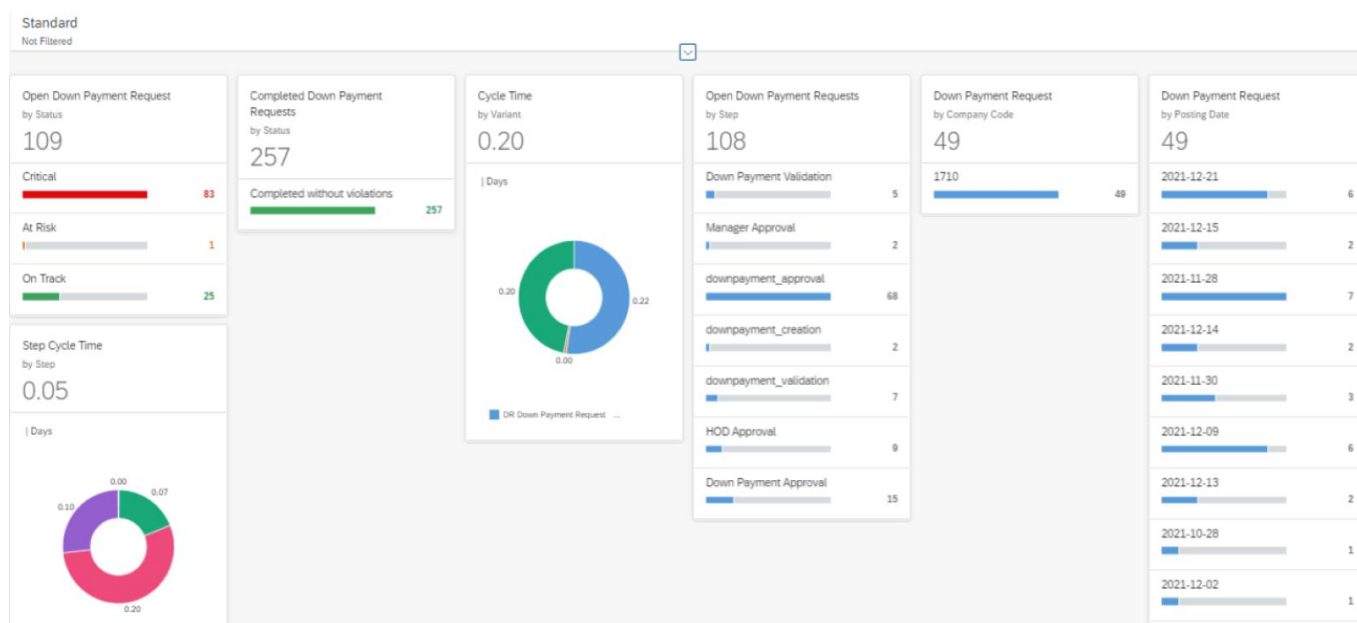 Standard
Not Filtered
Open Down Payment Request
by Status
109
Critical
83
At Risk
1
On Track
25
Step Cycle Time
by Step
0.05
| Days
0.00
0.07
0.10
0.20
Completed Down Payment
Requests
by Status
257
Completed without violations
257
Cycle Time
by Variant
0.20
| Days
0.20
0.22
0.00
DR Down Payment Request ...
Open Down Payment Requests
by Step
108
Down Payment Validation
5
Manager Approval
2
downpayment_approval
68
downpayment_creation
2
downpayment_validation
7
HOD Approval
9
Down Payment Approval
15
Down Payment Request
by Company Code
49
1710
49
Down Payment Request
by Posting Date
49
2021-12-21
6
2021-12-15
2
2021-11-28
7
2021-12-14
2
2021-11-30
3
2021-12-09
6
2021-12-13
2
2021-10-28
1
2021-12-02
1